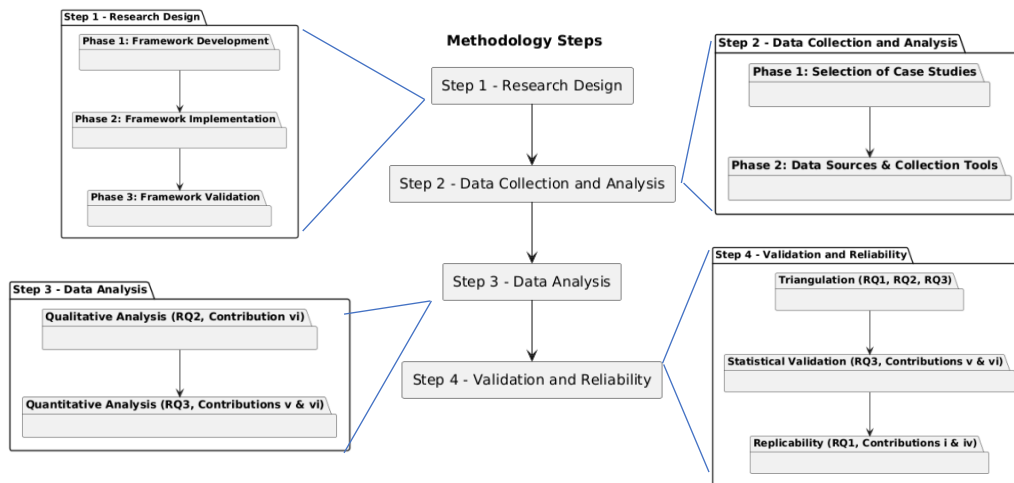 Methodology Steps
Step 1 - Research Design
Step 2 - Data Collection and Analysis
Step 3 - Data Analysis
Step 4 - Validation and Reliability
Step 1 - Research Design
Phase 1: Framework Development
Phase 2: Framework Implementation
Phase 3: Framework Validation
Step 2 - Data Collection and Analysis
Phase 1: Selection of Case Studies
Phase 2: Data Sources & Collection Tools
Step 3 - Data Analysis
Qualitative Analysis (RQ2, Contribution vi)
Quantitative Analysis (RQ3, Contributions v & vi)
Step 4 - Validation and Reliability
Triangulation (RQ1, RQ2, RQ3)
Statistical Validation (RQ3, Contributions v & vi)
Replicability (RQ1, Contributions i & iv)